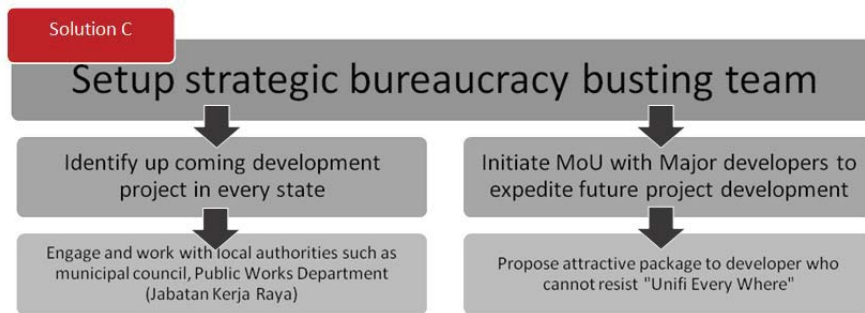 Solution C
Setup strategic bureaucracy busting team
Identify up coming development
project in every state
Initiate MoU with Major developers to
expedite future project development
Engage and work with local authorities such as
municipal council, Public Works Department
(Jabatan Kerja Raya)
Propose attractive package to developer who
cannot resist "Unifi Every Where"